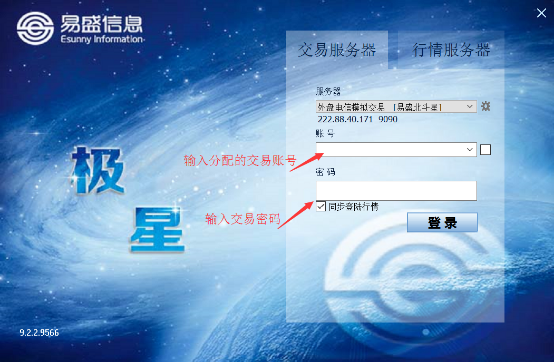 易盛信息
Esunny Information
交易服务器
行情服务器
服务器
外盘电信模拟交易 [易盛北斗星]
222.88.40.171 9090
账号
输入分配的交易账号
密码
极
星
输入交易密码
同步登陆行情
登录
9.2.2.9566